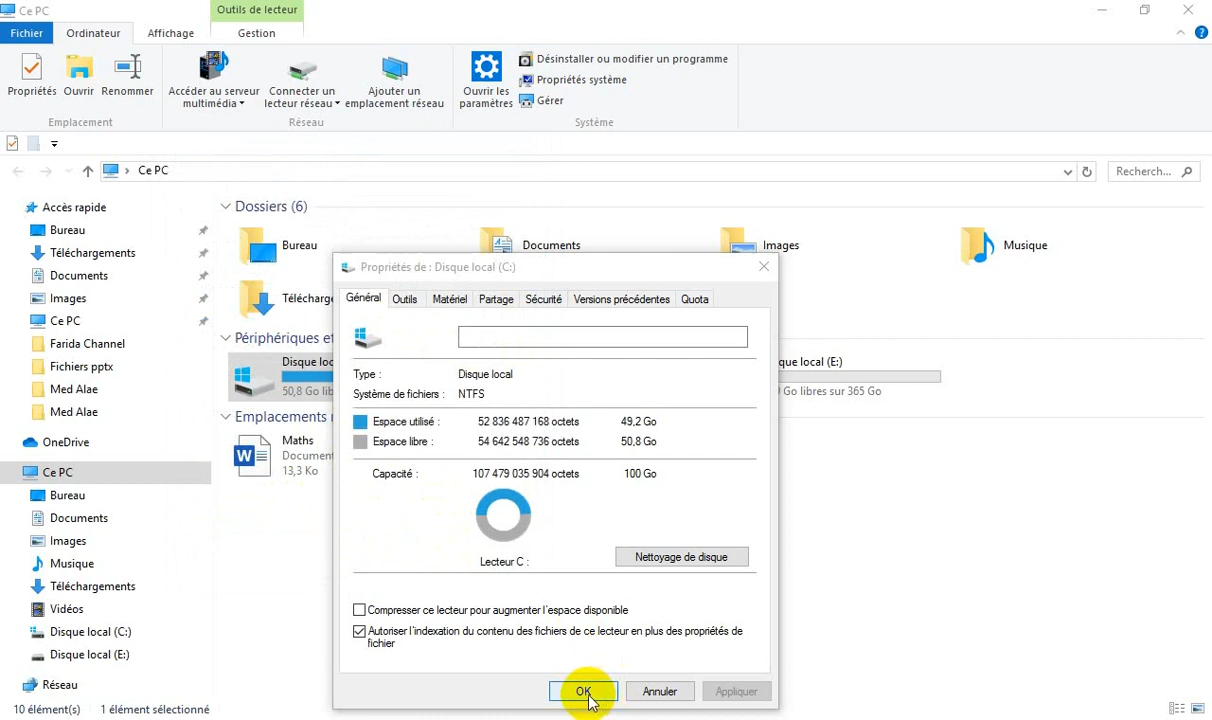 Ce PC
Outils de lecteur
Fichier
Ordinateur
Affichage
Gestion
Propriétés
Ouvrir
Renommer
Accéder au serveur
multimédia
Connecter un
lecteur réseau
Ajouter un
emplacement réseau
Ouvrir les
paramètres
Désinstaller ou modifier un programme
Propriétés système
Gérer
Emplacement
Réseau
Système
Ce PC
Recherch...
Accès rapide
Bureau
Téléchargements
Documents
Images
Ce PC
Farida Channel
Fichiers pptx
Med Alae
Med Alae
OneDrive
Ce PC
Bureau
Documents
Images
Musique
Téléchargements
Vidéos
Disque local (C:)
Disque local (E:)
Réseau
Dossiers (6)
Bureau
Documents
Images
Musique
Télécharge
Périphériques et
Disque loc
50,8 Go lib
que local (E:)
Go libres sur 365 Go
Emplacements r
Maths
Documen
13,3 Ko
Propriétés de : Disque local (C:)
Général
Outils
Matériel
Partage
Sécurité
Versions précédentes
Quota
Type : Disque local
Système de fichiers : NTFS
Espace utilisé : 52 836 487 168 octets 49,2 Go
Espace libre : 54 642 548 736 octets 50,8 Go
Capacité : 107 479 035 904 octets 100 Go
Lecteur C :
Nettoyage de disque
Compresser ce lecteur pour augmenter l'espace disponible
Autoriser l'indexation du contenu des fichiers de ce lecteur en plus des propriétés de
fichier
OK
Annuler
Appliquer
10 élément(s)
1 élément sélectionné